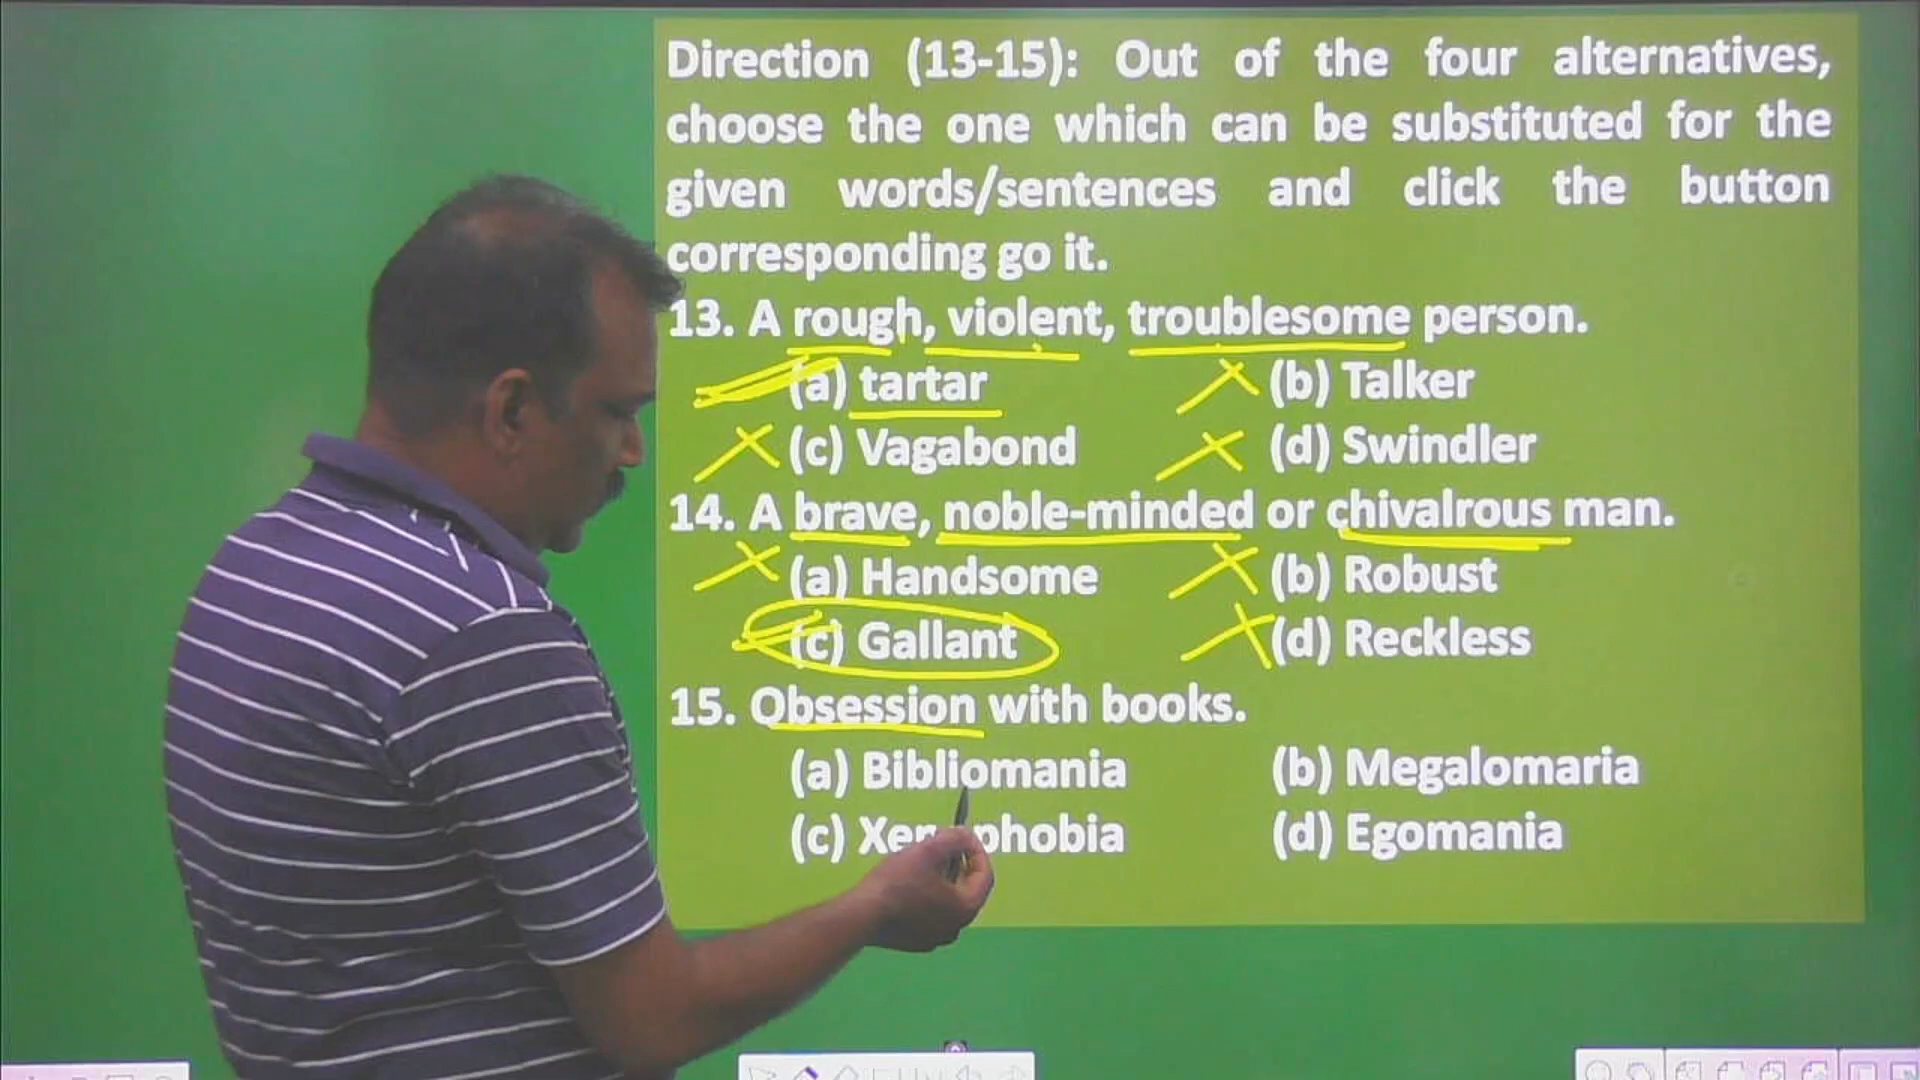 Direction (13-15): Out of the four alternatives,
choose the one which can be substituted for the
given words/sentences and click the button
corresponding go it.
13. A rough, violent, troublesome person.
(a) tartar (b) Talker
(c) Vagabond (d) Swindler
14. A brave, noble-minded or chivalrous man.
(a) Handsome (b) Robust
(c) Gallant (d) Reckless
15. Obsession with books.
(a) Bibliomania (b) Megalomaria
(c) (d) Egomania